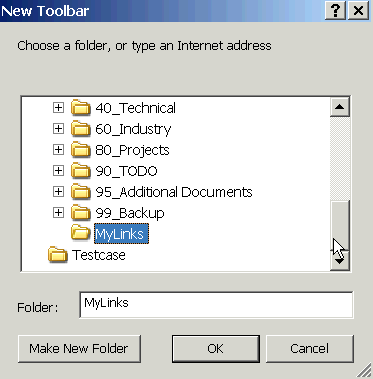 New Toolbar
Choose a folder, or type an Internet address
40_Technical
60_Industry
80_Projects
90_TODO
95_Additional Documents
99_Backup
MyLinks
Testcase
Folder: MyLinks
Make New Folder OK Cancel